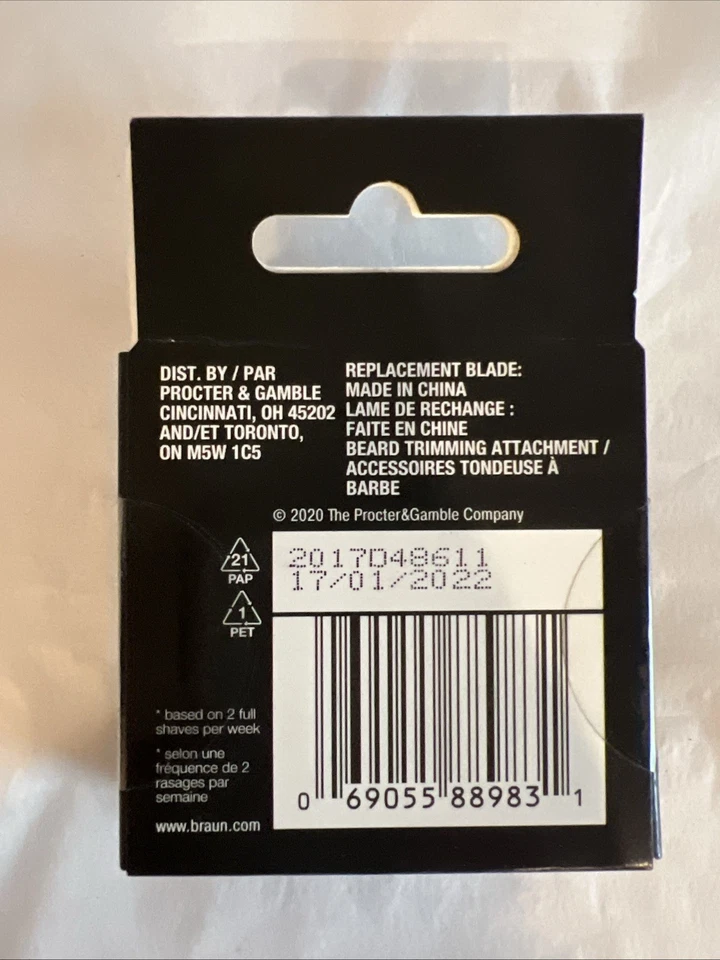 DIST. BY / PAR
PROCTER & GAMBLE
CINCINNATI, OH 45202
AND/ET TORONTO,
ON M5W 1C5
REPLACEMENT BLADE:
MADE IN CHINA
LAME DE RECHANGE :
FAITE EN CHINE
BEARD TRIMMING ATTACHMENT /
ACCESSOIRES TONDEUSE À
BARBE
© 2020 The Procter&Gamble Company
21
PAP
1
PET
2017D48611
17/01/2022
* based on 2 full
shaves per week
* selon une
fréquence de 2
rasages par
semaine
www.braun.com
0 69055 88983 1